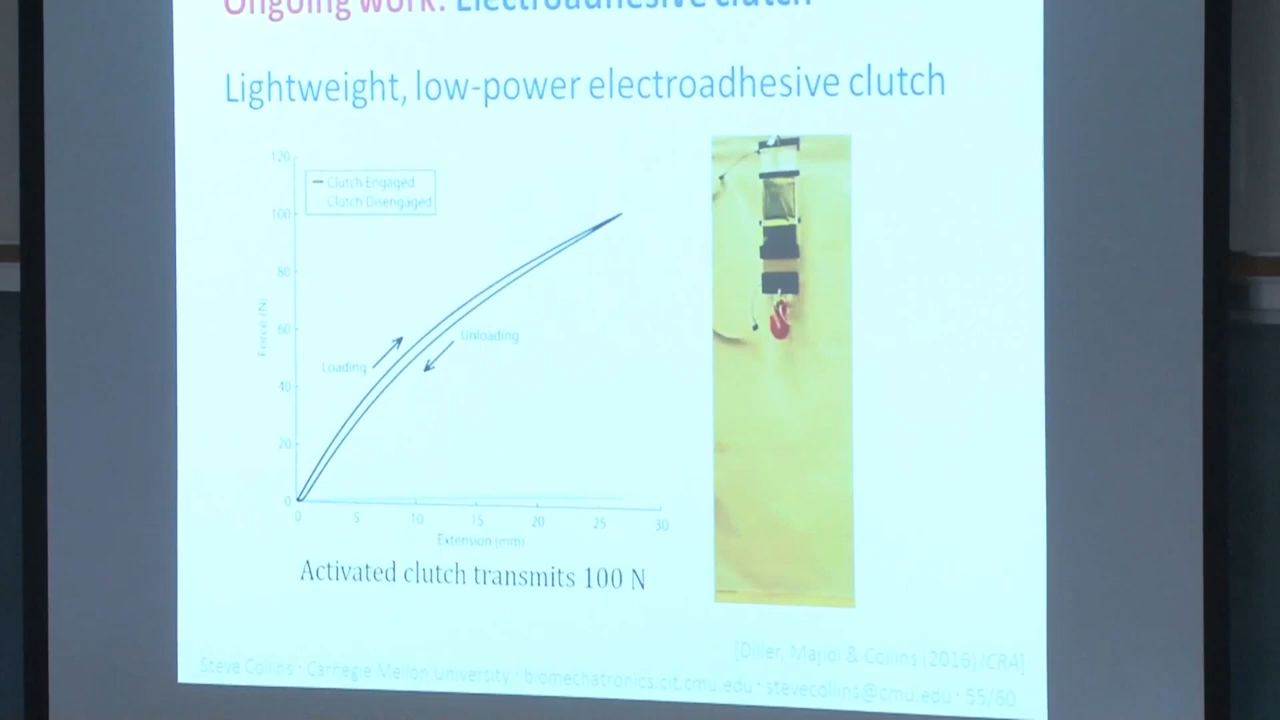 Ongoing work: Electroadhesive clutch
Lightweight, low-power electroadhesive clutch
120
Clutch Engaged
Clutch Disengaged
100
80
60
40
20
0
Force (N)
Loading
Unloading
0 5 10 15 20 25 30
Extension (mm)
Activated clutch transmits 100 N
[Diller, Majidi & Collins (2016) ICRA]
Steve Collins · Carnegie Mellon University · biomechatronics.cit.cmu.edu · stevecollins@cmu.edu · 55/60